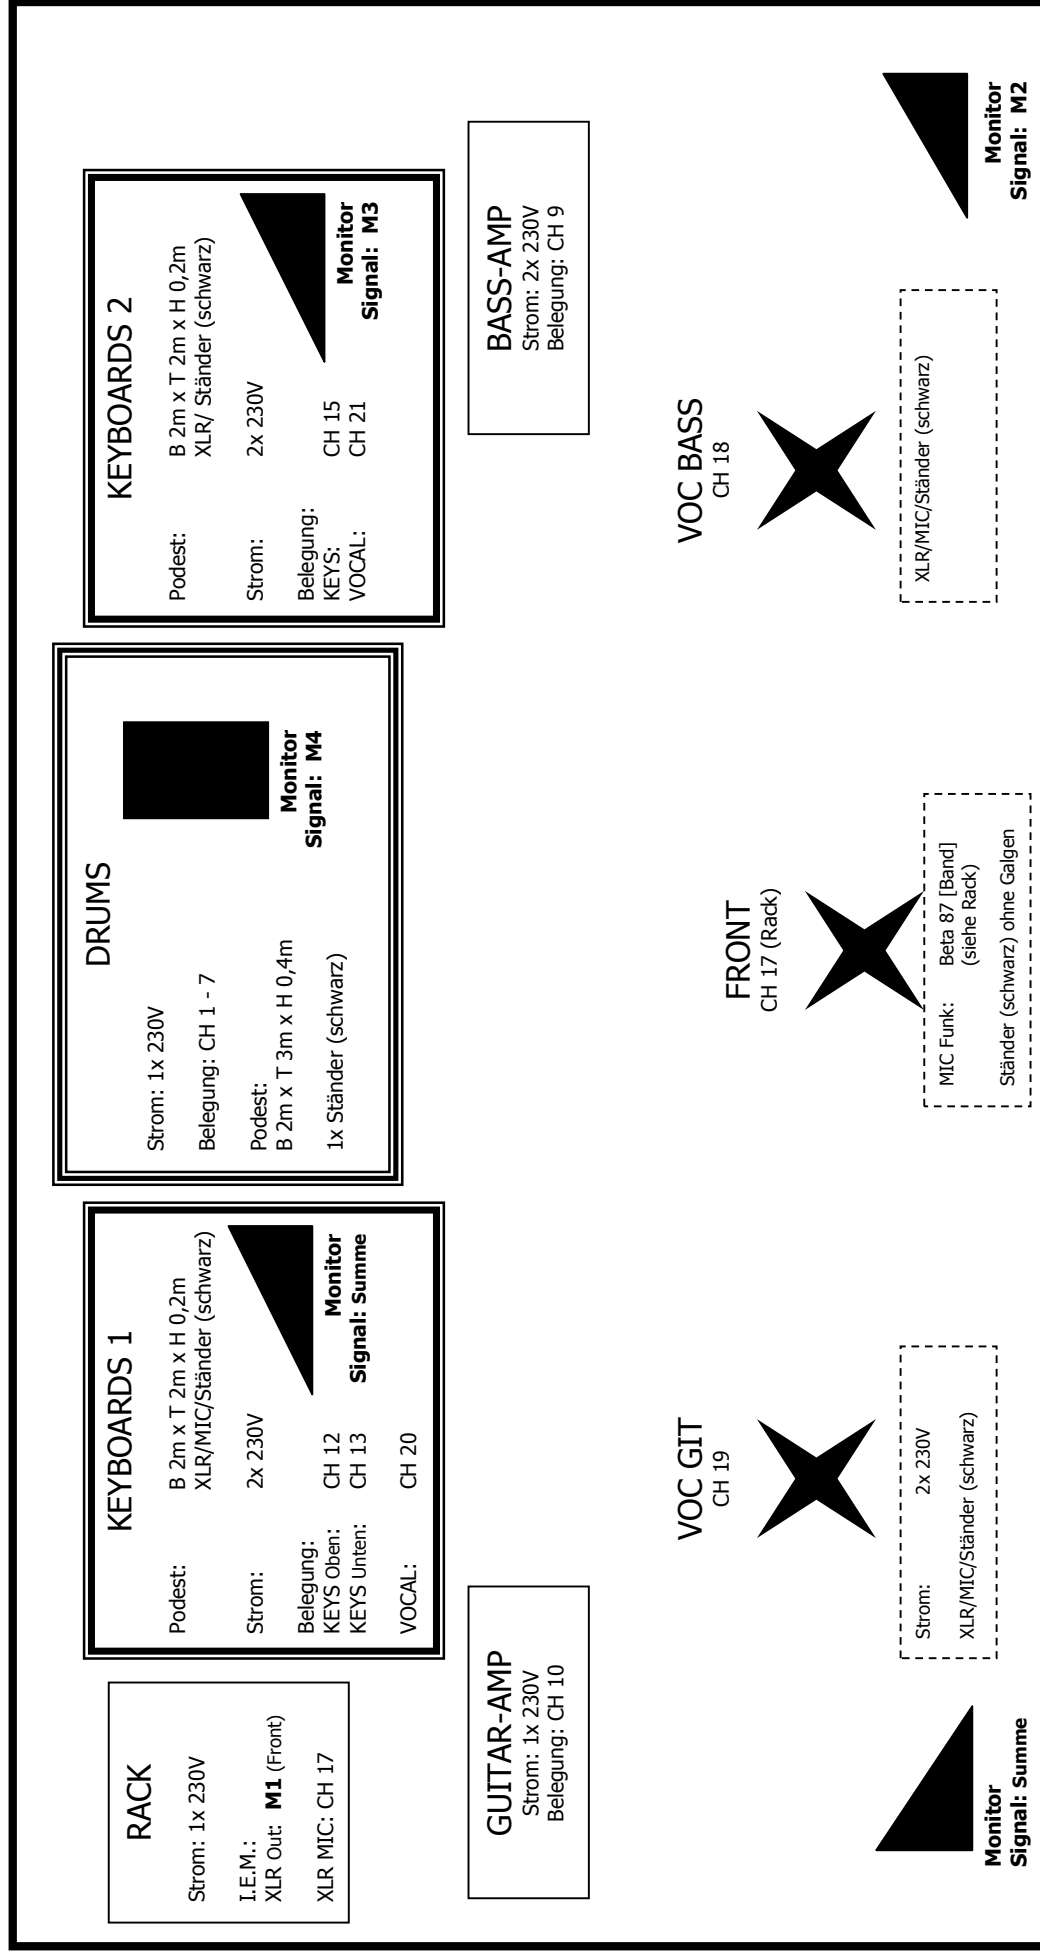 RACK
Strom: 1x 230V
I.E.M.:
XLR Out: M1 (Front)
XLR MIC: CH 17
KEYBOARDS 1
Podest: B 2m x T 2m x H 0,2m
XLR/MIC/Ständer (schwarz)
Strom: 2x 230V
Belegung:
KEYS Oben: CH 12
KEYS Unten: CH 13
VOCAL: CH 20
Monitor
Signal: Summe
DRUMS
Strom: 1x 230V
Belegung: CH 1 - 7
Podest:
B 2m x T 3m x H 0,4m
1x Ständer (schwarz)
Monitor
Signal: M4
KEYBOARDS 2
Podest: B 2m x T 2m x H 0,2m
XLR/ Ständer (schwarz)
Strom: 2x 230V
Belegung:
KEYS: CH 15
VOCAL: CH 21
Monitor
Signal: M3
GUITAR-AMP
Strom: 1x 230V
Belegung: CH 10
BASS-AMP
Strom: 2x 230V
Belegung: CH 9
VOC GIT
CH 19
Strom: 2x 230V
XLR/MIC/Ständer (schwarz)
Monitor
Signal: Summe
FRONT
CH 17 (Rack)
MIC Funk: Beta 87 [Band]
(siehe Rack)
Ständer (schwarz) ohne Galgen
VOC BASS
CH 18
XLR/MIC/Ständer (schwarz)
Monitor
Signal: M2